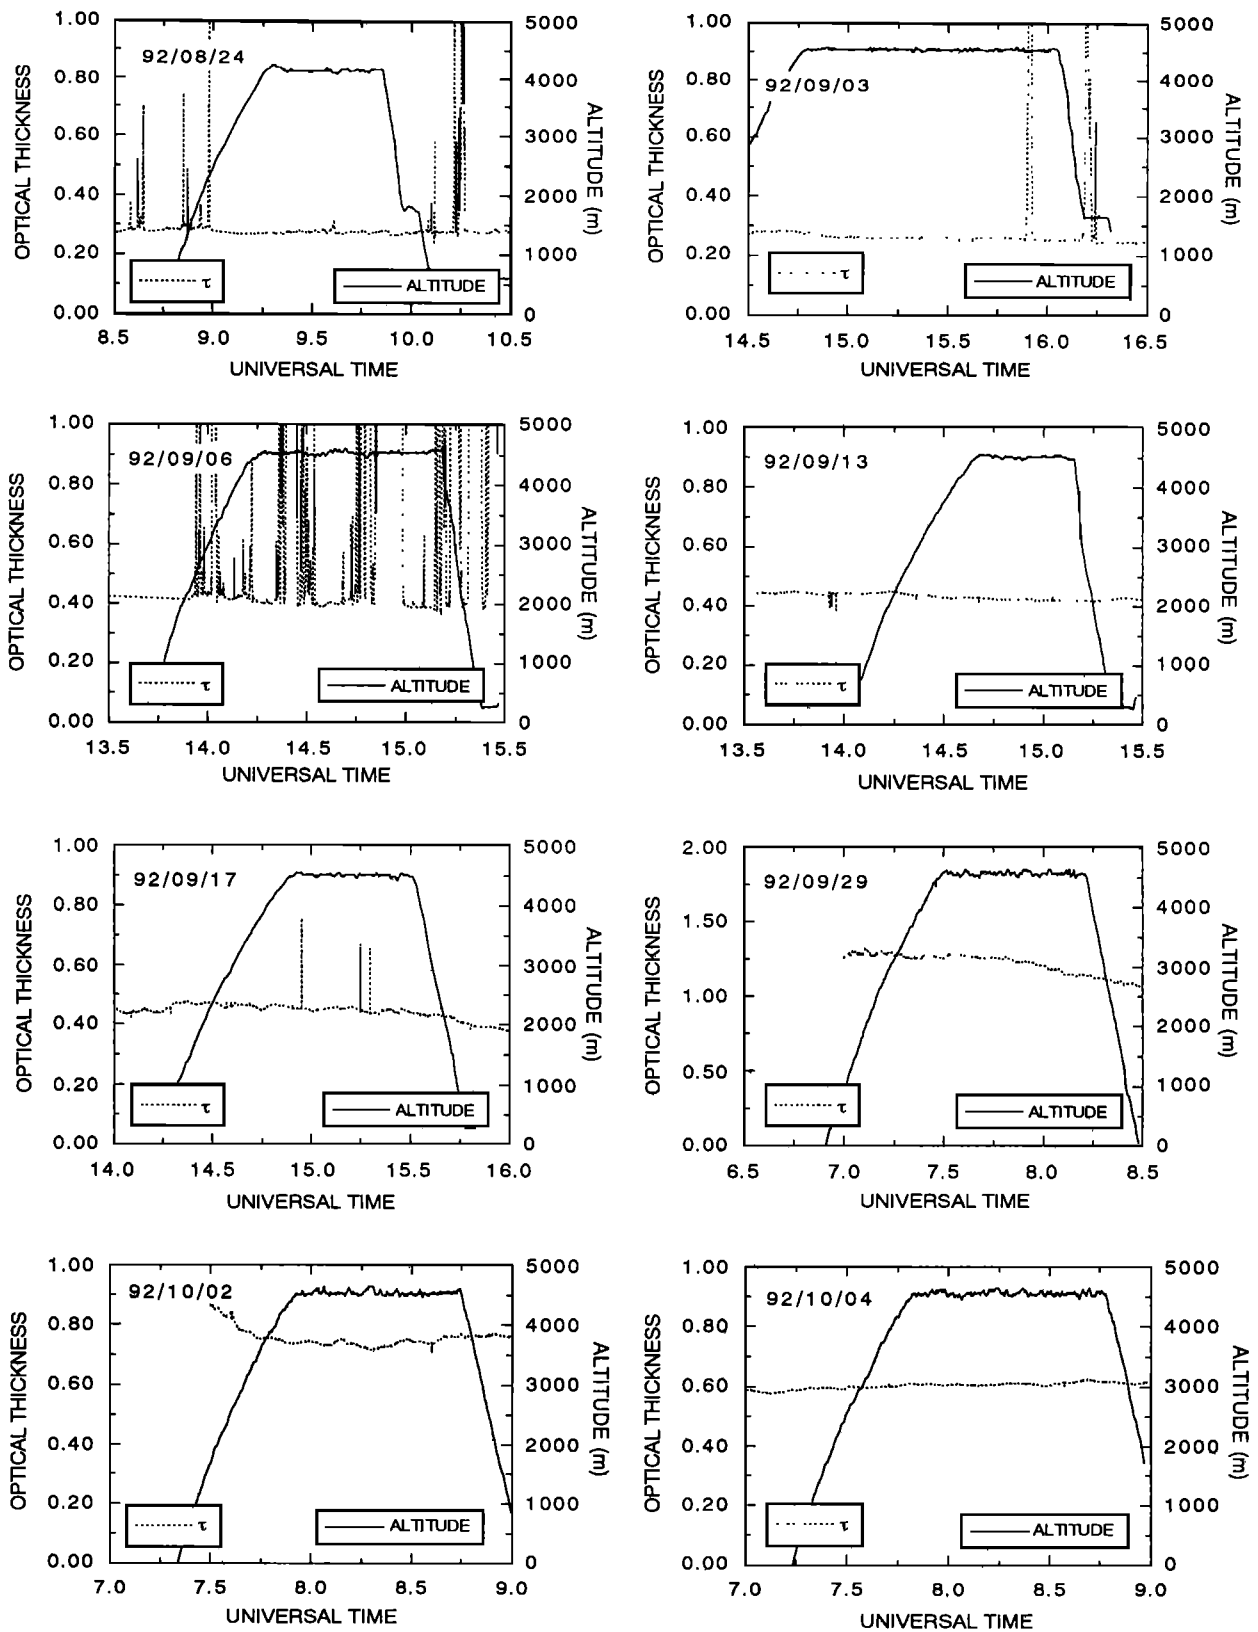 92/08/24
OPTICAL THICKNESS
1.00
0.80
0.60
0.40
0.20
0.00
5000
4000
3000
2000
1000
0
ALTITUDE (m)
τ
ALTITUDE
8.5 9.0 9.5 10.0 10.5
UNIVERSAL TIME
92/09/03
OPTICAL THICKNESS
1.00
0.80
0.60
0.40
0.20
0.00
5000
4000
3000
2000
1000
0
ALTITUDE (m)
τ
ALTITUDE
14.5 15.0 15.5 16.0 16.5
UNIVERSAL TIME
92/09/06
OPTICAL THICKNESS
1.00
0.80
0.60
0.40
0.20
0.00
5000
4000
3000
2000
1000
0
ALTITUDE (m)
τ
ALTITUDE
13.5 14.0 14.5 15.0 15.5
UNIVERSAL TIME
92/09/13
OPTICAL THICKNESS
1.00
0.80
0.60
0.40
0.20
0.00
5000
4000
3000
2000
1000
0
ALTITUDE (m)
τ
ALTITUDE
13.5 14.0 14.5 15.0 15.5
UNIVERSAL TIME
92/09/17
OPTICAL THICKNESS
1.00
0.80
0.60
0.40
0.20
0.00
5000
4000
3000
2000
1000
0
ALTITUDE (m)
τ
ALTITUDE
14.0 14.5 15.0 15.5 16.0
UNIVERSAL TIME
92/09/29
OPTICAL THICKNESS
2.00
1.50
1.00
0.50
0.00
5000
4000
3000
2000
1000
0
ALTITUDE (m)
τ
ALTITUDE
6.5 7.0 7.5 8.0 8.5
UNIVERSAL TIME
92/10/02
OPTICAL THICKNESS
1.00
0.80
0.60
0.40
0.20
0.00
5000
4000
3000
2000
1000
0
ALTITUDE (m)
τ
ALTITUDE
7.0 7.5 8.0 8.5 9.0
UNIVERSAL TIME
92/10/04
OPTICAL THICKNESS
1.00
0.80
0.60
0.40
0.20
0.00
5000
4000
3000
2000
1000
0
ALTITUDE (m)
τ
ALTITUDE
7.0 7.5 8.0 8.5 9.0
UNIVERSAL TIME